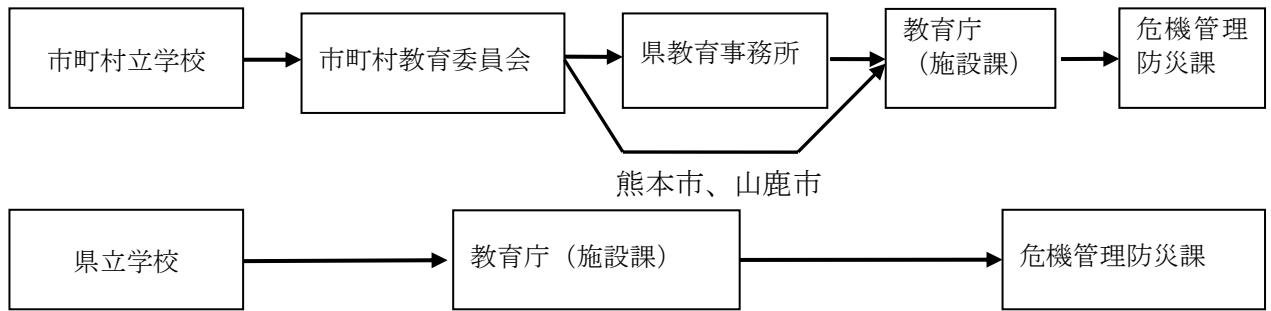 市町村立学校
市町村教育委員会
県教育事務所
教育庁
（施設課）
危機管理
防災課
熊本市、山鹿市
県立学校
教育庁（施設課）
危機管理防災課